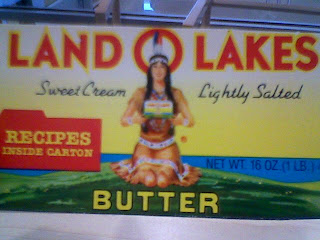 LAND O LAKES
Sweet Cream Lightly Salted
RECIPES
INSIDE CARTON
NET WT. 16 OZ. (1 LB.)
BUTTER